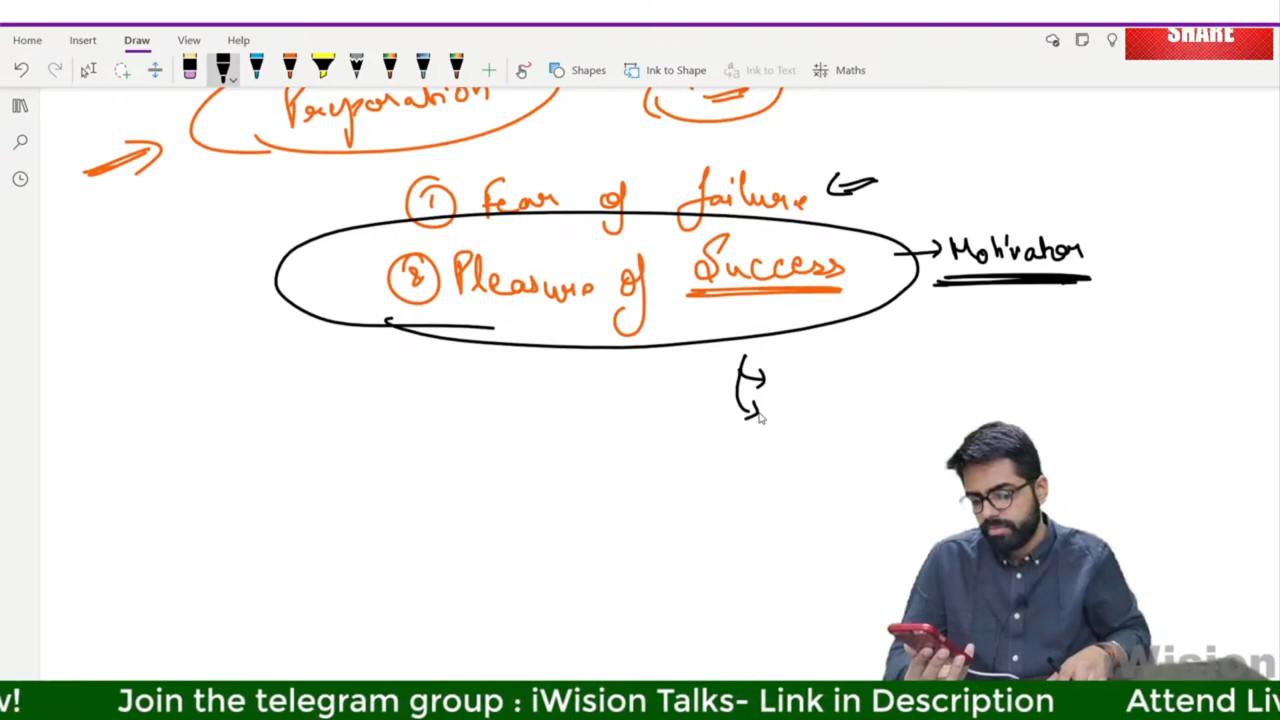 SHARE
Home Insert Draw View Help
Shapes Ink to Shape Ink to Text Maths
Preparation
① Fear of failure
② Pleasure of Success → Motivation
iWision
w! Join the telegram group : iWision Talks- Link in Description Attend Liv